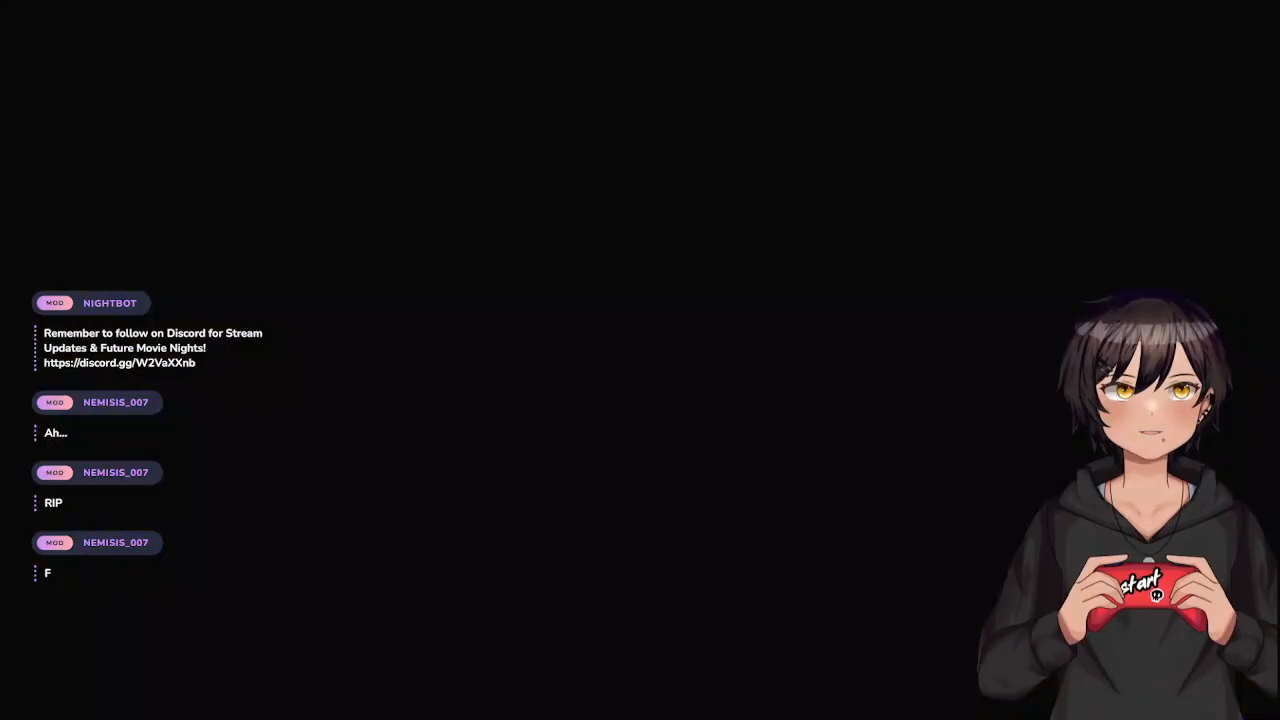 MOD NIGHTBOT
Remember to follow on Discord for Stream
Updates & Future Movie Nights!
https://discord.gg/W2VaXXnb
MOD NEMISIS_007
Ah...
MOD NEMISIS_007
RIP
MOD NEMISIS_007
F
start